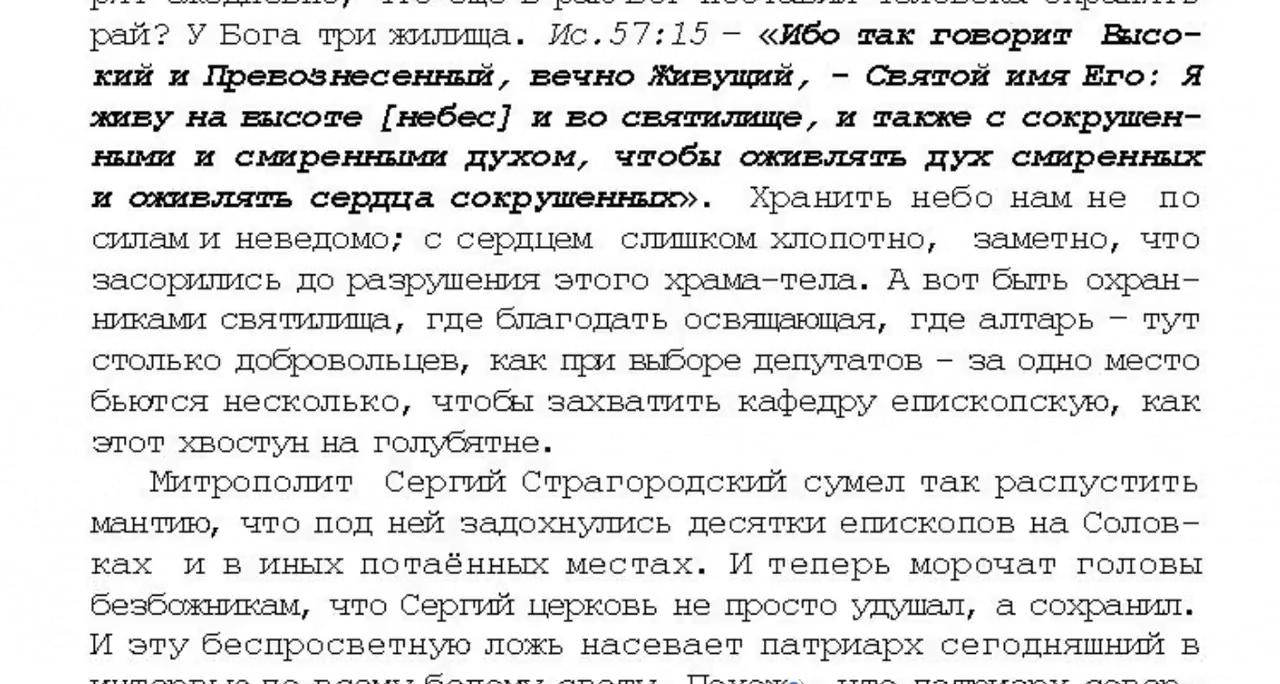 рай? У Бога три жилища. Ис.57:15 – «Ибо так говорит Высо-
кий и Превознесенный, вечно Живущий, – Святой имя Его: Я
живу на высоте [небес] и во святилище, и также с сокрушен-
ными и смиренными духом, чтобы оживлять дух смиренных
и оживлять сердца сокрушенных». Хранить небо нам не по
силам и неведомо; с сердцем слишком хлопотно, заметно, что
засорились до разрушения этого храма-тела. А вот быть охран-
никами святилища, где благодать освящающая, где алтарь – тут
столько добровольцев, как при выборе депутатов – за одно место
бьются несколько, чтобы захватить кафедру епископскую, как
этот хвостун на голубятне.
Митрополит Сергий Страгородский сумел так распустить
мантию, что под ней задохнулись десятки епископов на Солов-
ках и в иных потаённых местах. И теперь морочат головы
безбожникам, что Сергий церковь не просто удушал, а сохранил.
И эту беспросветную ложь насевает патриарх сегодняшний в